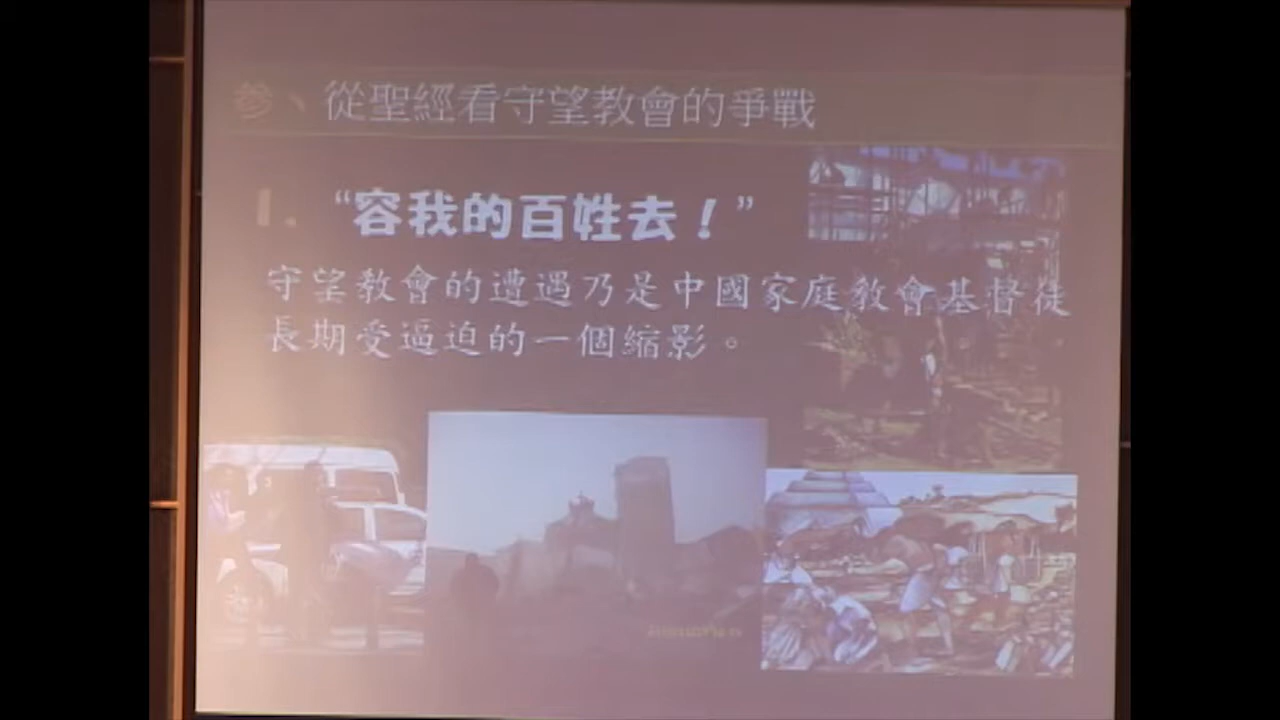 參、從聖經看守望教會的爭戰
1. “容我的百姓去！”
守望教會的遭遇乃是中國家庭教會基督徒
長期受逼迫的一個縮影。